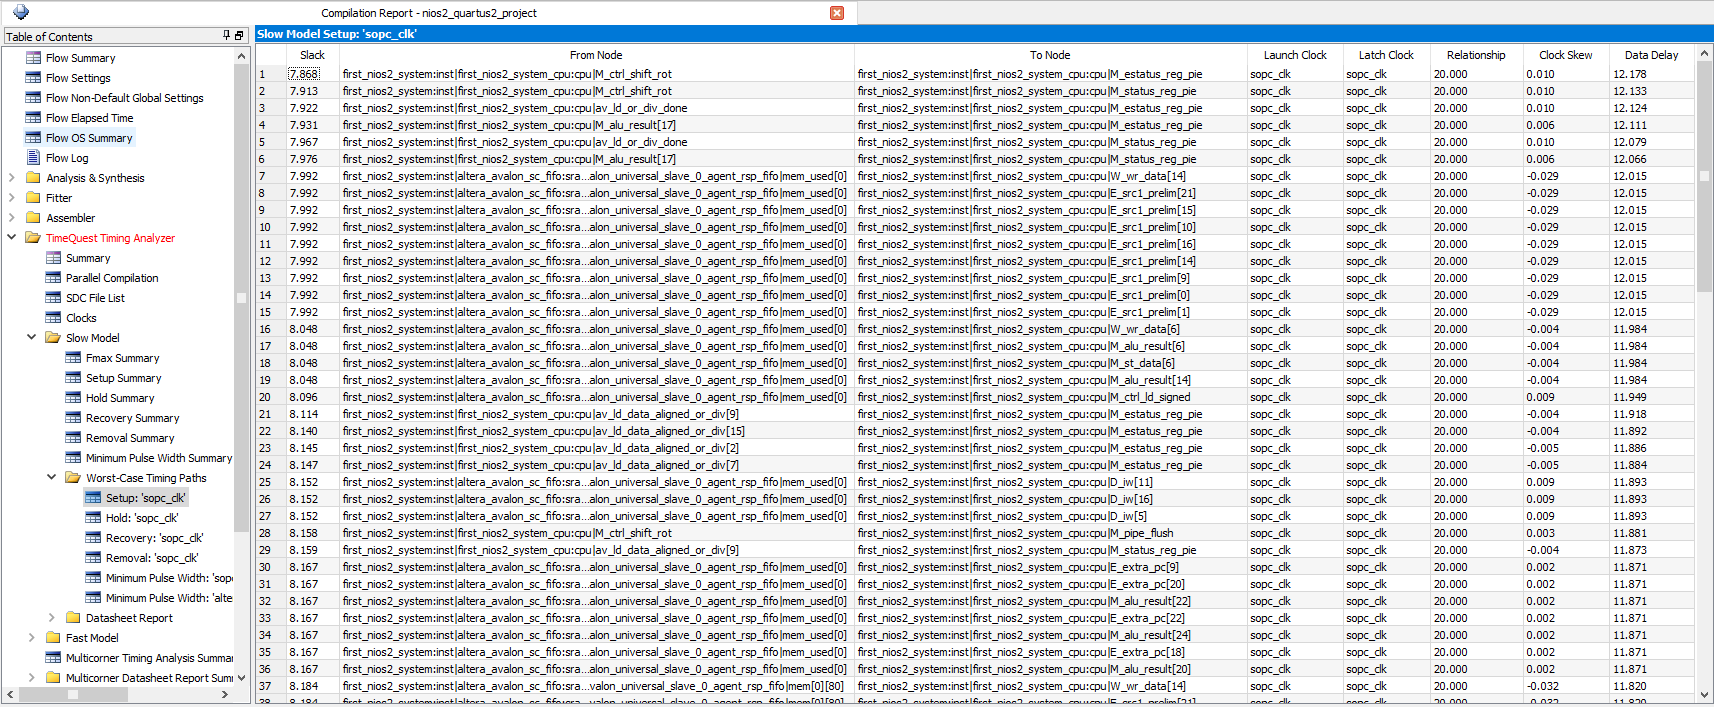 Compilation Report - nios2_quartus2_project
Table of Contents
Flow Summary
Flow Settings
Flow Non-Default Global Settings
Flow Elapsed Time
Flow OS Summary
Flow Log
Analysis & Synthesis
Fitter
Assembler
TimeQuest Timing Analyzer
Summary
Parallel Compilation
SDC File List
Clocks
Slow Model
Fmax Summary
Setup Summary
Hold Summary
Recovery Summary
Removal Summary
Minimum Pulse Width Summary
Worst-Case Timing Paths
Setup: 'sopc_clk'
Hold: 'sopc_clk'
Recovery: 'sopc_clk'
Removal: 'sopc_clk'
Minimum Pulse Width: 'sop
Minimum Pulse Width: 'alte
Datasheet Report
Fast Model
Multicorner Timing Analysis Summar
Multicorner Datasheet Report Sum
Slow Model Setup: 'sopc_clk'
Slack From Node To Node Launch Clock Latch Clock Relationship Clock Skew Data Delay
1 7.868 first_nios2_system:inst|first_nios2_system_cpu:cpu|M_ctrl_shift_rot first_nios2_system:inst|first_nios2_system_cpu:cpu|M_estatus_reg_pie sopc_clk sopc_clk 20.000 0.010 12.178
2 7.913 first_nios2_system:inst|first_nios2_system_cpu:cpu|M_ctrl_shift_rot first_nios2_system:inst|first_nios2_system_cpu:cpu|M_status_reg_pie sopc_clk sopc_clk 20.000 0.010 12.133
3 7.922 first_nios2_system:inst|first_nios2_system_cpu:cpu|av_ld_or_div_done first_nios2_system:inst|first_nios2_system_cpu:cpu|M_estatus_reg_pie sopc_clk sopc_clk 20.000 0.010 12.124
4 7.931 first_nios2_system:inst|first_nios2_system_cpu:cpu|M_alu_result[17] first_nios2_system:inst|first_nios2_system_cpu:cpu|M_estatus_reg_pie sopc_clk sopc_clk 20.000 0.006 12.111
5 7.967 first_nios2_system:inst|first_nios2_system_cpu:cpu|av_ld_or_div_done first_nios2_system:inst|first_nios2_system_cpu:cpu|M_status_reg_pie sopc_clk sopc_clk 20.000 0.010 12.079
6 7.976 first_nios2_system:inst|first_nios2_system_cpu:cpu|M_alu_result[17] first_nios2_system:inst|first_nios2_system_cpu:cpu|M_status_reg_pie sopc_clk sopc_clk 20.000 0.006 12.066
7 7.992 first_nios2_system:inst|altera_avalon_sc_fifo:sra...alon_universal_slave_0_agent_rsp_fifo|mem_used[0] first_nios2_system:inst|first_nios2_system_cpu:cpu|W_wr_data[14] sopc_clk sopc_clk 20.000 -0.029 12.015
8 7.992 first_nios2_system:inst|altera_avalon_sc_fifo:sra...alon_universal_slave_0_agent_rsp_fifo|mem_used[0] first_nios2_system:inst|first_nios2_system_cpu:cpu|E_src1_prelim[21] sopc_clk sopc_clk 20.000 -0.029 12.015
9 7.992 first_nios2_system:inst|altera_avalon_sc_fifo:sra...alon_universal_slave_0_agent_rsp_fifo|mem_used[0] first_nios2_system:inst|first_nios2_system_cpu:cpu|E_src1_prelim[15] sopc_clk sopc_clk 20.000 -0.029 12.015
10 7.992 first_nios2_system:inst|altera_avalon_sc_fifo:sra...alon_universal_slave_0_agent_rsp_fifo|mem_used[0] first_nios2_system:inst|first_nios2_system_cpu:cpu|E_src1_prelim[10] sopc_clk sopc_clk 20.000 -0.029 12.015
11 7.992 first_nios2_system:inst|altera_avalon_sc_fifo:sra...alon_universal_slave_0_agent_rsp_fifo|mem_used[0] first_nios2_system:inst|first_nios2_system_cpu:cpu|E_src1_prelim[16] sopc_clk sopc_clk 20.000 -0.029 12.015
12 7.992 first_nios2_system:inst|altera_avalon_sc_fifo:sra...alon_universal_slave_0_agent_rsp_fifo|mem_used[0] first_nios2_system:inst|first_nios2_system_cpu:cpu|E_src1_prelim[14] sopc_clk sopc_clk 20.000 -0.029 12.015
13 7.992 first_nios2_system:inst|altera_avalon_sc_fifo:sra...alon_universal_slave_0_agent_rsp_fifo|mem_used[0] first_nios2_system:inst|first_nios2_system_cpu:cpu|E_src1_prelim[9] sopc_clk sopc_clk 20.000 -0.029 12.015
14 7.992 first_nios2_system:inst|altera_avalon_sc_fifo:sra...alon_universal_slave_0_agent_rsp_fifo|mem_used[0] first_nios2_system:inst|first_nios2_system_cpu:cpu|E_src1_prelim[0] sopc_clk sopc_clk 20.000 -0.029 12.015
15 7.992 first_nios2_system:inst|altera_avalon_sc_fifo:sra...alon_universal_slave_0_agent_rsp_fifo|mem_used[0] first_nios2_system:inst|first_nios2_system_cpu:cpu|E_src1_prelim[1] sopc_clk sopc_clk 20.000 -0.029 12.015
16 8.048 first_nios2_system:inst|altera_avalon_sc_fifo:sra...alon_universal_slave_0_agent_rsp_fifo|mem_used[0] first_nios2_system:inst|first_nios2_system_cpu:cpu|W_wr_data[6] sopc_clk sopc_clk 20.000 -0.004 11.984
17 8.048 first_nios2_system:inst|altera_avalon_sc_fifo:sra...alon_universal_slave_0_agent_rsp_fifo|mem_used[0] first_nios2_system:inst|first_nios2_system_cpu:cpu|M_alu_result[6] sopc_clk sopc_clk 20.000 -0.004 11.984
18 8.048 first_nios2_system:inst|altera_avalon_sc_fifo:sra...alon_universal_slave_0_agent_rsp_fifo|mem_used[0] first_nios2_system:inst|first_nios2_system_cpu:cpu|M_st_data[6] sopc_clk sopc_clk 20.000 -0.004 11.984
19 8.048 first_nios2_system:inst|altera_avalon_sc_fifo:sra...alon_universal_slave_0_agent_rsp_fifo|mem_used[0] first_nios2_system:inst|first_nios2_system_cpu:cpu|M_alu_result[14] sopc_clk sopc_clk 20.000 -0.004 11.984
20 8.096 first_nios2_system:inst|altera_avalon_sc_fifo:sra...alon_universal_slave_0_agent_rsp_fifo|mem_used[0] first_nios2_system:inst|first_nios2_system_cpu:cpu|M_ctrl_ld_signed sopc_clk sopc_clk 20.000 0.009 11.949
21 8.114 first_nios2_system:inst|first_nios2_system_cpu:cpu|av_ld_data_aligned_or_div[9] first_nios2_system:inst|first_nios2_system_cpu:cpu|M_estatus_reg_pie sopc_clk sopc_clk 20.000 -0.004 11.918
22 8.140 first_nios2_system:inst|first_nios2_system_cpu:cpu|av_ld_data_aligned_or_div[15] first_nios2_system:inst|first_nios2_system_cpu:cpu|M_estatus_reg_pie sopc_clk sopc_clk 20.000 -0.004 11.892
23 8.145 first_nios2_system:inst|first_nios2_system_cpu:cpu|av_ld_data_aligned_or_div[2] first_nios2_system:inst|first_nios2_system_cpu:cpu|M_estatus_reg_pie sopc_clk sopc_clk 20.000 -0.005 11.886
24 8.147 first_nios2_system:inst|first_nios2_system_cpu:cpu|av_ld_data_aligned_or_div[7] first_nios2_system:inst|first_nios2_system_cpu:cpu|M_estatus_reg_pie sopc_clk sopc_clk 20.000 -0.005 11.884
25 8.152 first_nios2_system:inst|altera_avalon_sc_fifo:sra...alon_universal_slave_0_agent_rsp_fifo|mem_used[0] first_nios2_system:inst|first_nios2_system_cpu:cpu|D_iw[11] sopc_clk sopc_clk 20.000 0.009 11.893
26 8.152 first_nios2_system:inst|altera_avalon_sc_fifo:sra...alon_universal_slave_0_agent_rsp_fifo|mem_used[0] first_nios2_system:inst|first_nios2_system_cpu:cpu|D_iw[16] sopc_clk sopc_clk 20.000 0.009 11.893
27 8.152 first_nios2_system:inst|altera_avalon_sc_fifo:sra...alon_universal_slave_0_agent_rsp_fifo|mem_used[0] first_nios2_system:inst|first_nios2_system_cpu:cpu|D_iw[5] sopc_clk sopc_clk 20.000 0.009 11.893
28 8.158 first_nios2_system:inst|first_nios2_system_cpu:cpu|M_ctrl_shift_rot first_nios2_system:inst|first_nios2_system_cpu:cpu|M_pipe_flush sopc_clk sopc_clk 20.000 0.003 11.881
29 8.159 first_nios2_system:inst|first_nios2_system_cpu:cpu|av_ld_data_aligned_or_div[9] first_nios2_system:inst|first_nios2_system_cpu:cpu|M_status_reg_pie sopc_clk sopc_clk 20.000 -0.004 11.873
30 8.167 first_nios2_system:inst|altera_avalon_sc_fifo:sra...alon_universal_slave_0_agent_rsp_fifo|mem_used[0] first_nios2_system:inst|first_nios2_system_cpu:cpu|E_extra_pc[9] sopc_clk sopc_clk 20.000 0.002 11.871
31 8.167 first_nios2_system:inst|altera_avalon_sc_fifo:sra...alon_universal_slave_0_agent_rsp_fifo|mem_used[0] first_nios2_system:inst|first_nios2_system_cpu:cpu|E_extra_pc[20] sopc_clk sopc_clk 20.000 0.002 11.871
32 8.167 first_nios2_system:inst|altera_avalon_sc_fifo:sra...alon_universal_slave_0_agent_rsp_fifo|mem_used[0] first_nios2_system:inst|first_nios2_system_cpu:cpu|M_alu_result[22] sopc_clk sopc_clk 20.000 0.002 11.871
33 8.167 first_nios2_system:inst|altera_avalon_sc_fifo:sra...alon_universal_slave_0_agent_rsp_fifo|mem_used[0] first_nios2_system:inst|first_nios2_system_cpu:cpu|E_extra_pc[22] sopc_clk sopc_clk 20.000 0.002 11.871
34 8.167 first_nios2_system:inst|altera_avalon_sc_fifo:sra...alon_universal_slave_0_agent_rsp_fifo|mem_used[0] first_nios2_system:inst|first_nios2_system_cpu:cpu|M_alu_result[24] sopc_clk sopc_clk 20.000 0.002 11.871
35 8.167 first_nios2_system:inst|altera_avalon_sc_fifo:sra...alon_universal_slave_0_agent_rsp_fifo|mem_used[0] first_nios2_system:inst|first_nios2_system_cpu:cpu|E_extra_pc[18] sopc_clk sopc_clk 20.000 0.002 11.871
36 8.167 first_nios2_system:inst|altera_avalon_sc_fifo:sra...alon_universal_slave_0_agent_rsp_fifo|mem_used[0] first_nios2_system:inst|first_nios2_system_cpu:cpu|M_alu_result[20] sopc_clk sopc_clk 20.000 0.002 11.871
37 8.184 first_nios2_system:inst|altera_avalon_sc_fifo:sra...valon_universal_slave_0_agent_rsp_fifo|mem[0][80] first_nios2_system:inst|first_nios2_system_cpu:cpu|W_wr_data[14] sopc_clk sopc_clk 20.000 -0.032 11.820